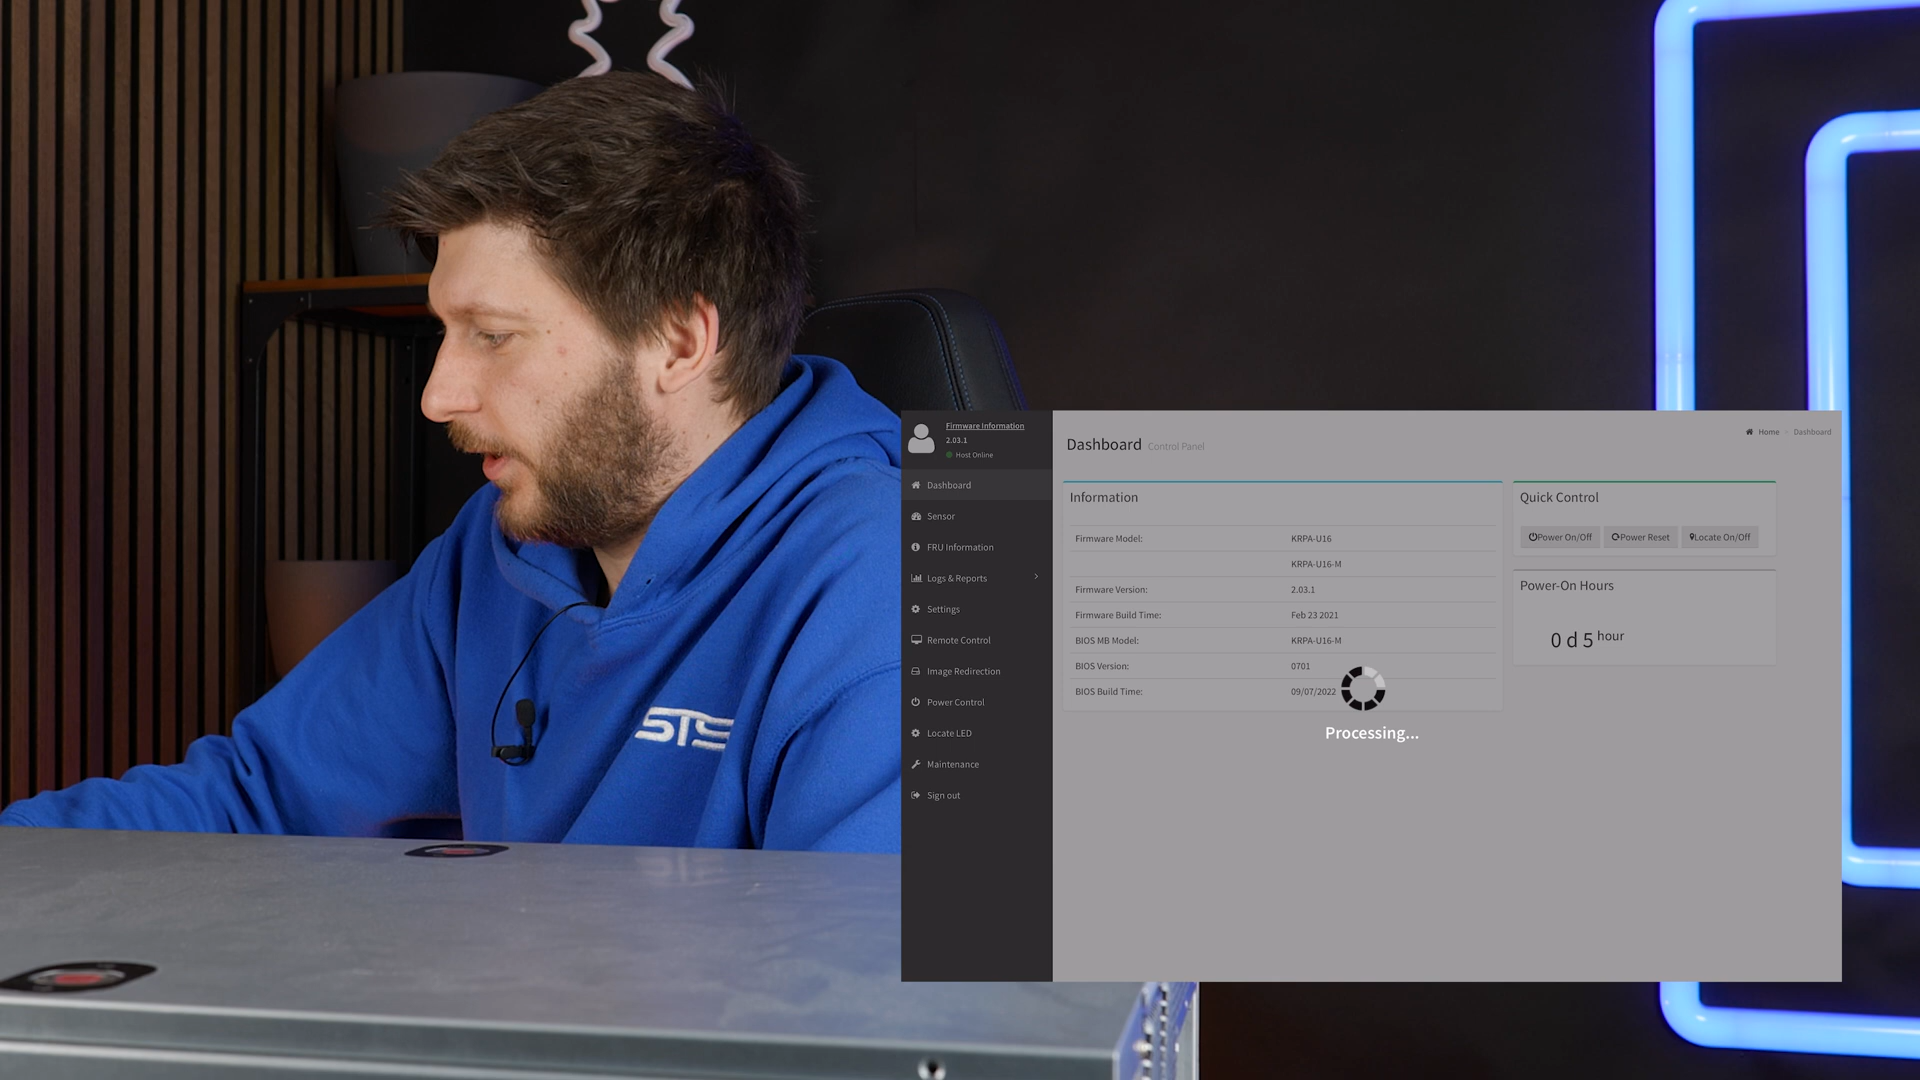 STS
Firmware Information
2.03.1
Host Online
Dashboard
Sensor
FRU Information
Logs & Reports
Settings
Remote Control
Image Redirection
Power Control
Locate LED
Maintenance
Sign out
Dashboard Control Panel
Home Dashboard
Information
Firmware Model: KRPA-U16
KRPA-U16-M
Firmware Version: 2.03.1
Firmware Build Time: Feb 23 2021
BIOS MB Model: KRPA-U16-M
BIOS Version: 0701
BIOS Build Time: 09/07/2022
Processing...
Quick Control
Power On/Off Power Reset Locate On/Off
Power-On Hours
0 d 5 hour